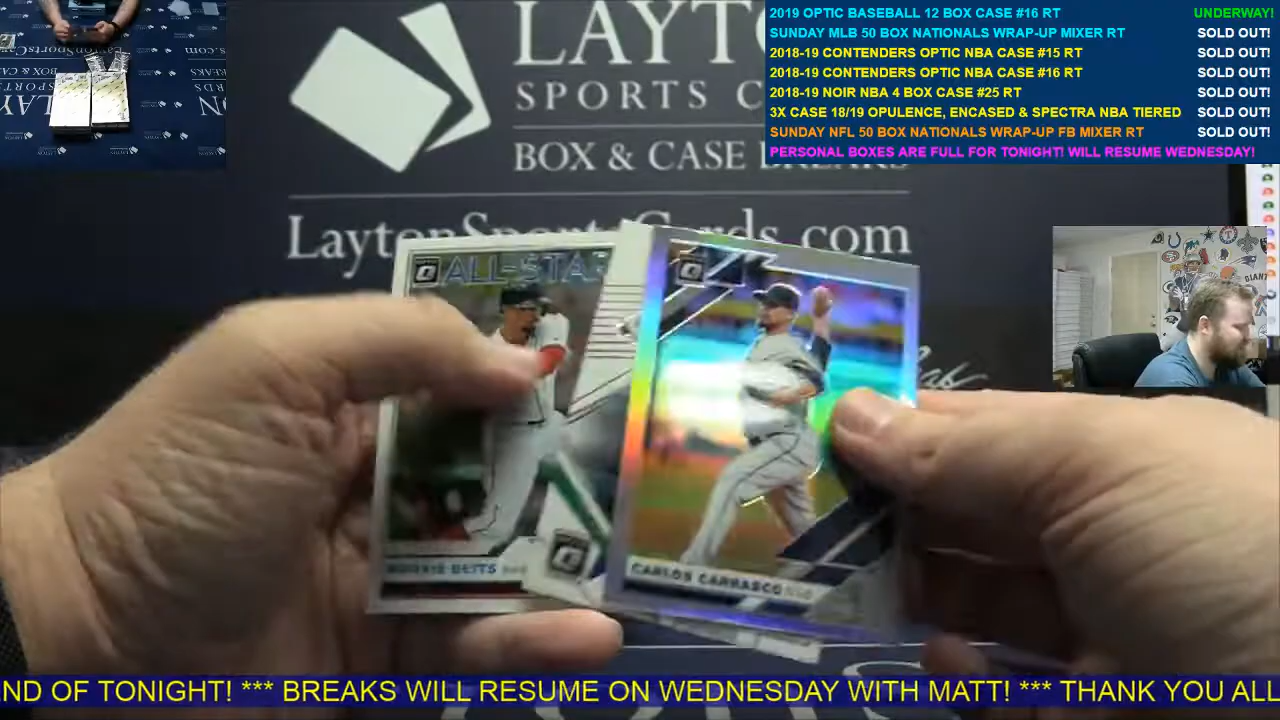 2019 OPTIC BASEBALL 12 BOX CASE #16 RT UNDERWAY!
SUNDAY MLB 50 BOX NATIONALS WRAP-UP MIXER RT SOLD OUT!
2018-19 CONTENDERS OPTIC NBA CASE #15 RT SOLD OUT!
2018-19 CONTENDERS OPTIC NBA CASE #16 RT SOLD OUT!
2018-19 NOIR NBA 4 BOX CASE #25 RT SOLD OUT!
3X CASE 18/19 OPULENCE, ENCASED & SPECTRA NBA TIERED SOLD OUT!
SUNDAY NFL 50 BOX NATIONALS WRAP-UP FB MIXER RT SOLD OUT!
PERSONAL BOXES ARE FULL FOR TONIGHT! WILL RESUME WEDNESDAY!
LAYT
SPORTS C
BOX & CASE BREAKS
LaytonSportsCards.com
ALL-STAR
MOOKIE BETTS
CARLOS CARRASCO
ND OF TONIGHT! *** BREAKS WILL RESUME ON WEDNESDAY WITH MATT! *** THANK YOU ALL